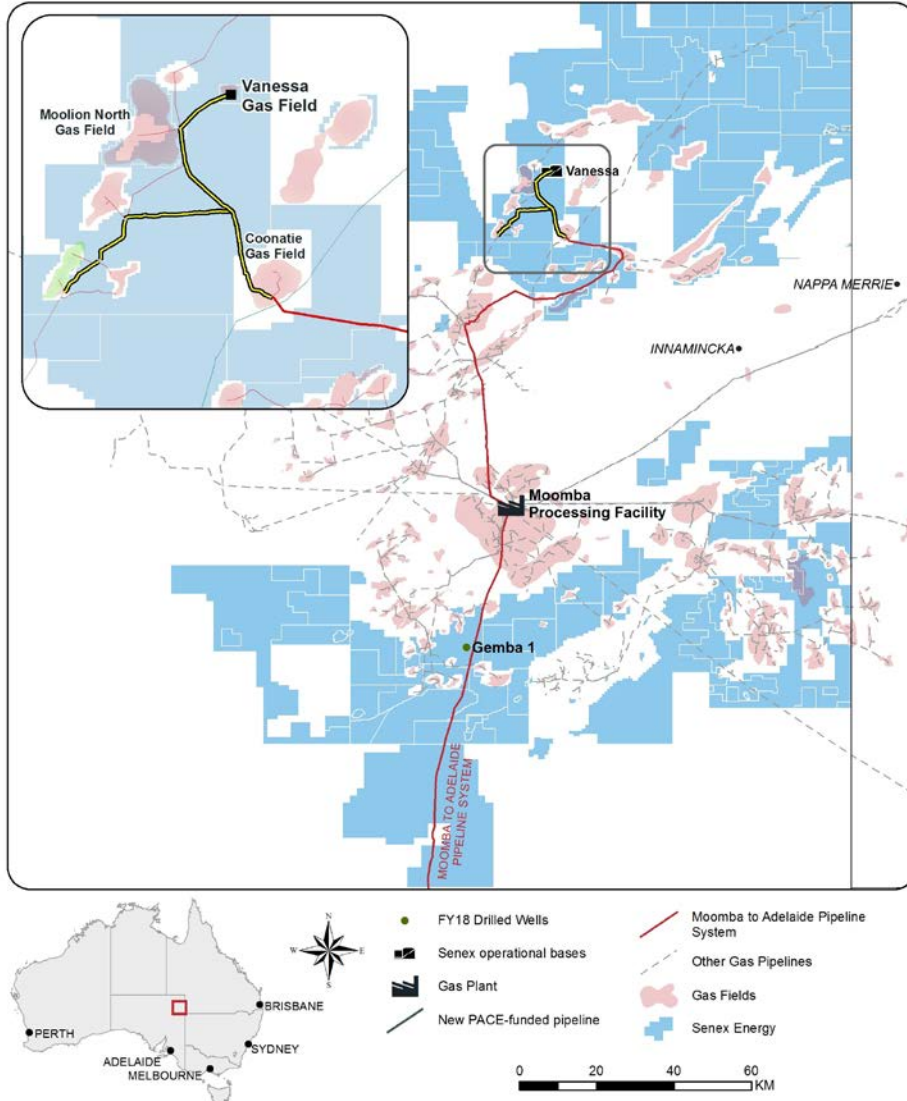 Vanessa
Gas Field
Moolion North
Gas Field
Coonatie
Gas Field
Vanessa
NAPPA MERRIE
INNAMINCKA
Moomba
Processing Facility
Gemba 1
MOOMBA TO ADELAIDE
PIPELINE SYSTEM
N
W
E
S
BRISBANE
PERTH
SYDNEY
ADELAIDE
MELBOURNE
FY18 Drilled Wells
Senex operational bases
Gas Plant
New PACE-funded pipeline
Moomba to Adelaide Pipeline
System
Other Gas Pipelines
Gas Fields
Senex Energy
0 20 40 60
KM